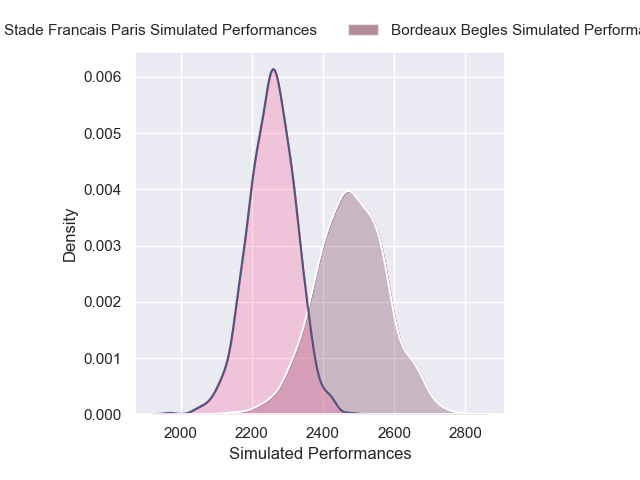 Stade Francais Paris Simulated Performances
Bordeaux Begles Simulated
0.006
0.005
0.004
0.003
0.002
0.001
0.000
Density
2000 2200 2400 2600 2800
Simulated Performances